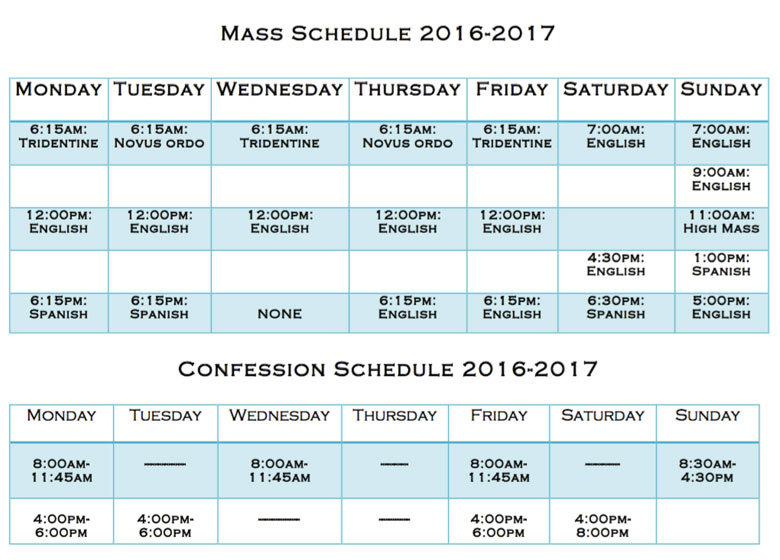 MASS SCHEDULE 2016-2017
MONDAY TUESDAY WEDNESDAY THURSDAY FRIDAY SATURDAY SUNDAY
6:15AM: 6:15AM: 6:15AM: 6:15AM: 6:15AM: 7:00AM: 7:00AM:
TRIDENTINE NOVUS ORDO TRIDENTINE NOVUS ORDO TRIDENTINE ENGLISH ENGLISH
9:00AM:
ENGLISH
12:00PM: 12:00PM: 12:00PM: 12:00PM: 12:00PM: 11:00AM:
ENGLISH ENGLISH ENGLISH ENGLISH ENGLISH HIGH MASS
4:30PM: 1:00PM:
ENGLISH SPANISH
6:15PM: 6:15PM: 6:15PM: 6:15PM: 6:30PM: 5:00PM:
SPANISH SPANISH NONE ENGLISH ENGLISH SPANISH ENGLISH
CONFESSION SCHEDULE 2016-2017
MONDAY TUESDAY WEDNESDAY THURSDAY FRIDAY SATURDAY SUNDAY
8:00AM- ------- 8:00AM- ------- 8:00AM- ------- 8:30AM-
11:45AM 11:45AM 11:45AM 4:30PM
4:00PM- 4:00PM- ------- ------- 4:00PM- 4:00PM-
6:00PM 6:00PM 6:00PM 8:00PM